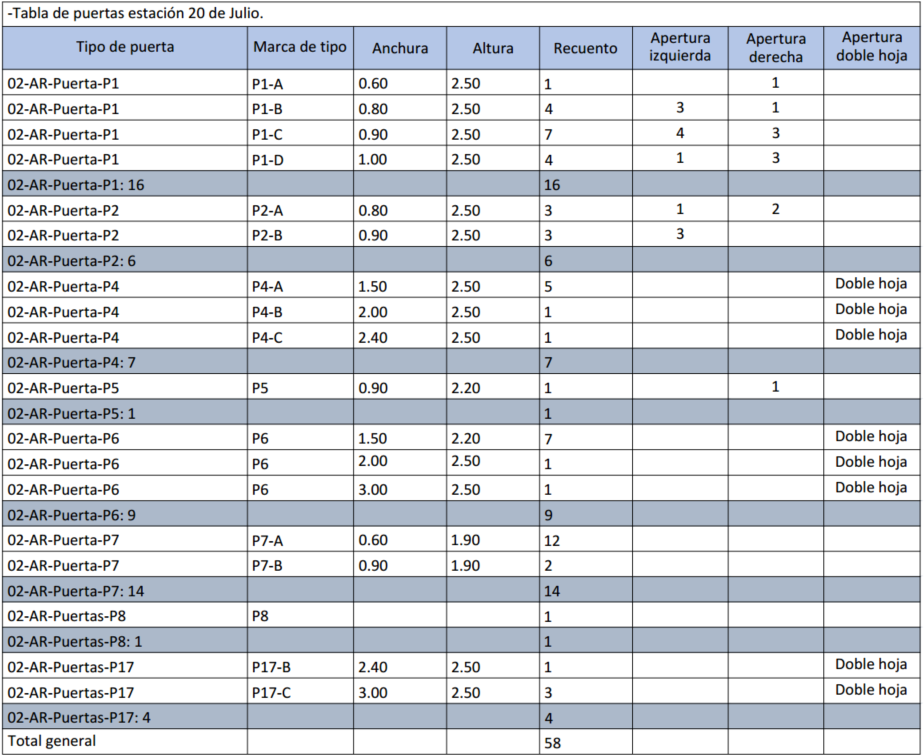 -Tabla de puertas estación 20 de Julio.
Tipo de puerta Marca de tipo Anchura Altura Recuento Apertura izquierda Apertura derecha Apertura doble hoja
02-AR-Puerta-P1 P1-A 0.60 2.50 1 1
02-AR-Puerta-P1 P1-B 0.80 2.50 4 3 1
02-AR-Puerta-P1 P1-C 0.90 2.50 7 4 3
02-AR-Puerta-P1 P1-D 1.00 2.50 4 1 3
02-AR-Puerta-P1: 16 16
02-AR-Puerta-P2 P2-A 0.80 2.50 3 1 2
02-AR-Puerta-P2 P2-B 0.90 2.50 3 3
02-AR-Puerta-P2: 6 6
02-AR-Puerta-P4 P4-A 1.50 2.50 5 Doble hoja
02-AR-Puerta-P4 P4-B 2.00 2.50 1 Doble hoja
02-AR-Puerta-P4 P4-C 2.40 2.50 1 Doble hoja
02-AR-Puerta-P4: 7 7
02-AR-Puerta-P5 P5 0.90 2.20 1 1
02-AR-Puerta-P5: 1 1
02-AR-Puerta-P6 P6 1.50 2.20 7 Doble hoja
02-AR-Puerta-P6 P6 2.00 2.50 1 Doble hoja
02-AR-Puerta-P6 P6 3.00 2.50 1 Doble hoja
02-AR-Puerta-P6: 9 9
02-AR-Puerta-P7 P7-A 0.60 1.90 12
02-AR-Puerta-P7 P7-B 0.90 1.90 2
02-AR-Puerta-P7: 14 14
02-AR-Puertas-P8 P8 1
02-AR-Puertas-P8: 1 1
02-AR-Puertas-P17 P17-B 2.40 2.50 1 Doble hoja
02-AR-Puertas-P17 P17-C 3.00 2.50 3 Doble hoja
02-AR-Puertas-P17: 4 4
Total general 58